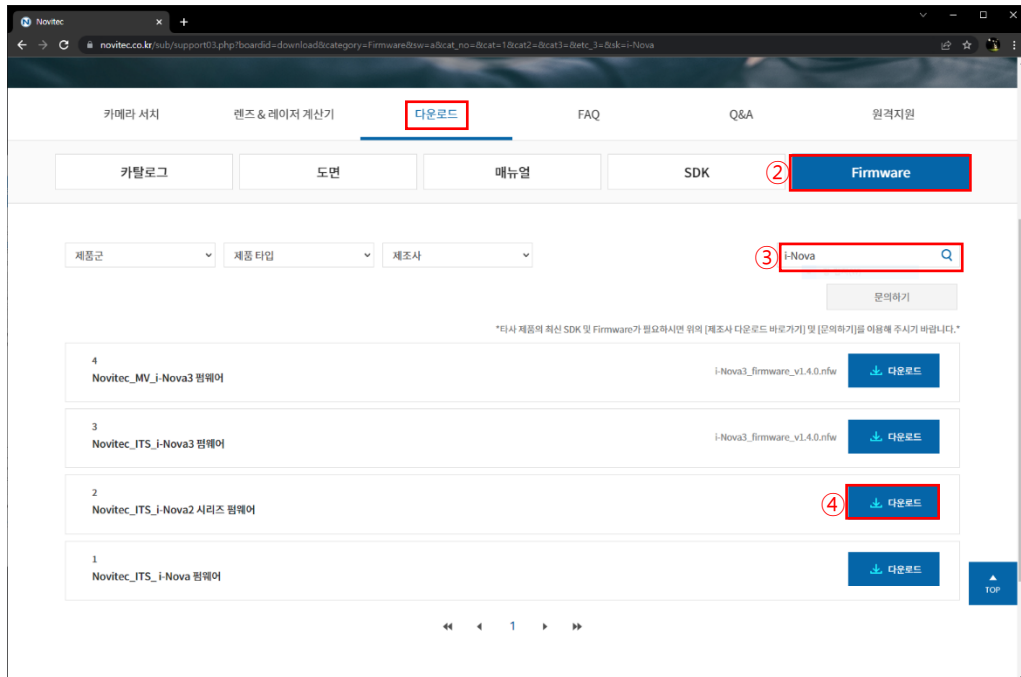 Novitec
novitec.co.kr/sub/support03.php?boardid=download&category=Firmware&sw=a&cat_no=&cat=1&cat2=&cat3=&etc_3=&sk=i-Nova
카메라 서치 렌즈 & 레이저 계산기 다운로드 FAQ Q&A 원격지원
카탈로그 도면 매뉴얼 SDK ② Firmware
제품군 제품 타입 제조사 ③ i-Nova
문의하기
*타사 제품의 최신 SDK 및 Firmware가 필요하시면 위의 [제조사 다운로드 바로가기] 및 [문의하기]를 이용해 주시기 바랍니다.*
4
Novitec_MV_i-Nova3 펌웨어 i-Nova3_firmware_v1.4.0.nfw 다운로드
3
Novitec_ITS_i-Nova3 펌웨어 i-Nova3_firmware_v1.4.0.nfw 다운로드
2
Novitec_ITS_i-Nova2 시리즈 펌웨어 ④ 다운로드
1
Novitec_ITS_ i-Nova 펌웨어 다운로드
TOP
1